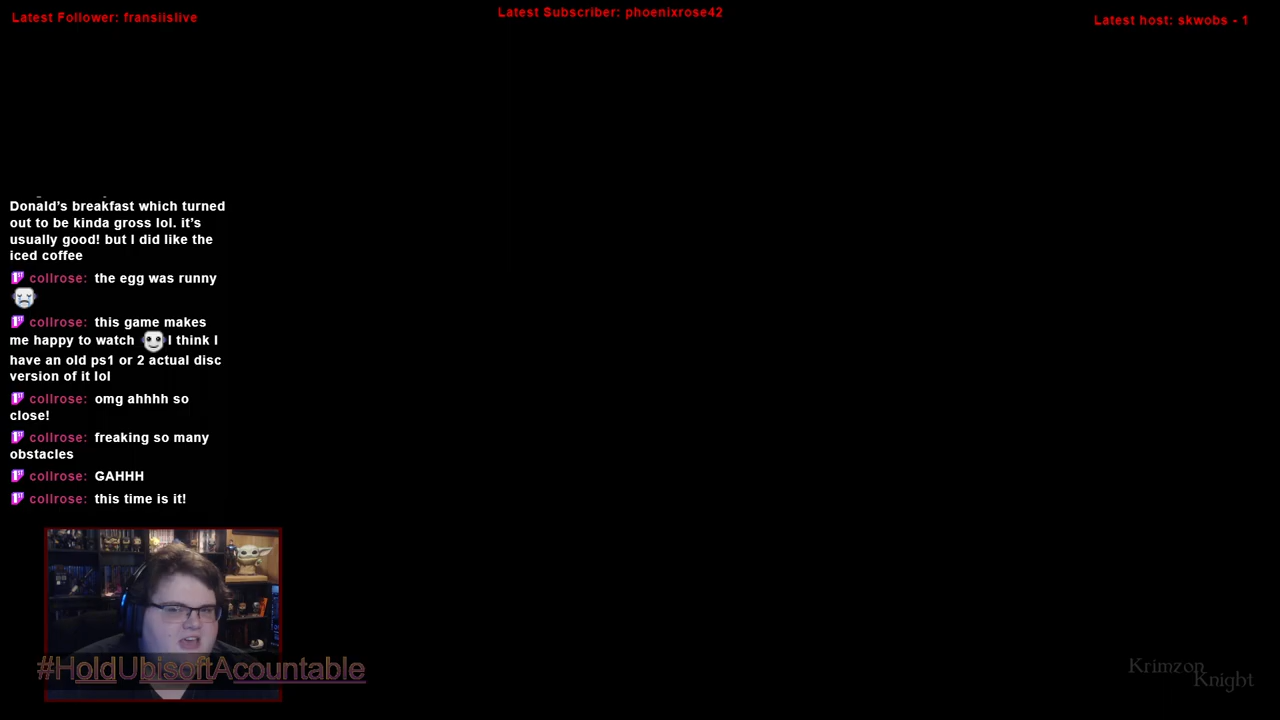 Latest Follower: fransiislive
Latest Subscriber: phoenixrose42
Latest host: skwobs - 1
Donald’s breakfast which turned
out to be kinda gross lol. it’s
usually good! but I did like the
iced coffee
collrose: the egg was runny
collrose: this game makes
me happy to watch I think I
have an old ps1 or 2 actual disc
version of it lol
collrose: omg ahhhh so
close!
collrose: freaking so many
obstacles
collrose: GAHHH
collrose: this time is it!
#HoldUbisoftAcountable
Krimzon
Knight